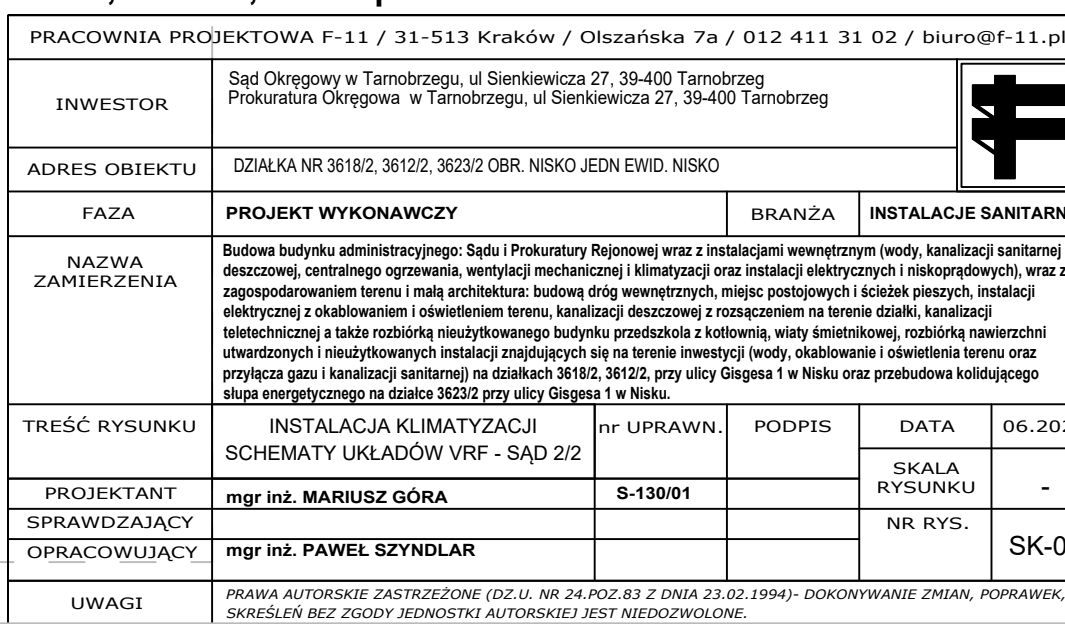 PRACOWNIA PROJEKTOWA F-11 / 31-513 Kraków / Olszańska 7a / 012 411 31 02 / biuro@f-11.pl
INWESTOR
Sąd Okręgowy w Tarnobrzegu, ul Sienkiewicza 27, 39-400 Tarnobrzeg
Prokuratura Okręgowa w Tarnobrzegu, ul Sienkiewicza 27, 39-400 Tarnobrzeg
ADRES OBIEKTU
DZIAŁKA NR 3618/2, 3612/2, 3623/2 OBR. NISKO JEDN EWID. NISKO
FAZA
PROJEKT WYKONAWCZY
BRANŻA
INSTALACJE SANITARN
NAZWA
ZAMIERZENIA
Budowa budynku administracyjnego: Sądu i Prokuratury Rejonowej wraz z instalacjami wewnętrznym (wody, kanalizacji sanitarnej
deszczowej, centralnego ogrzewania, wentylacji mechanicznej i klimatyzacji oraz instalacji elektrycznych i niskoprądowych), wraz z
zagospodarowaniem terenu i małą architektura: budową dróg wewnętrznych, miejsc postojowych i ścieżek pieszych, instalacji
elektrycznej z okablowaniem i oświetleniem terenu, kanalizacji deszczowej z rozsączeniem na terenie działki, kanalizacji
teletechnicznej a także rozbiórką nieużytkowanego budynku przedszkola z kotłownią, wiaty śmietnikowej, rozbiórką nawierzchni
utwardzonych i nieużytkowanych instalacji znajdujących się na terenie inwestycji (wody, okablowanie i oświetlenia terenu oraz
przyłącza gazu i kanalizacji sanitarnej) na działkach 3618/2, 3612/2, przy ulicy Gisgesa 1 w Nisku oraz przebudowa kolidującego
słupa energetycznego na działce 3623/2 przy ulicy Gisgesa 1 w Nisku.
TREŚĆ RYSUNKU
INSTALACJA KLIMATYZACJI
SCHEMATY UKŁADÓW VRF - SĄD 2/2
nr UPRAWN.
PODPIS
DATA
06.202
SKALA
RYSUNKU
-
PROJEKTANT
mgr inż. MARIUSZ GÓRA
S-130/01
SPRAWDZAJĄCY
NR RYS.
SK-0
OPRACOWUJĄCY
mgr inż. PAWEŁ SZYNDLAR
UWAGI
PRAWA AUTORSKIE ZASTRZEŻONE (DZ.U. NR 24.POZ.83 Z DNIA 23.02.1994)- DOKONYWANIE ZMIAN, POPRAWEK,
SKREŚLEŃ BEZ ZGODY JEDNOSTKI AUTORSKIEJ JEST NIEDOZWOLONE.